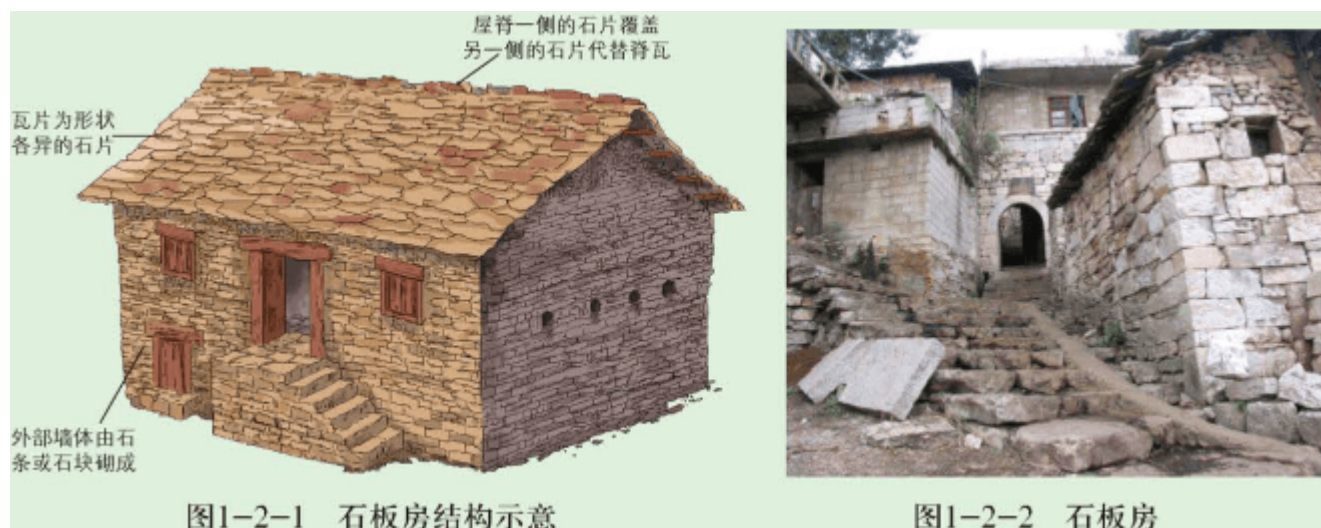 屋脊一侧的石片覆盖
另一侧的石片代替脊瓦
瓦片为形状
各异的石片
外部墙体由石
条或石块砌成
图1-2-1 石板房结构示意
图1-2-2 石板房